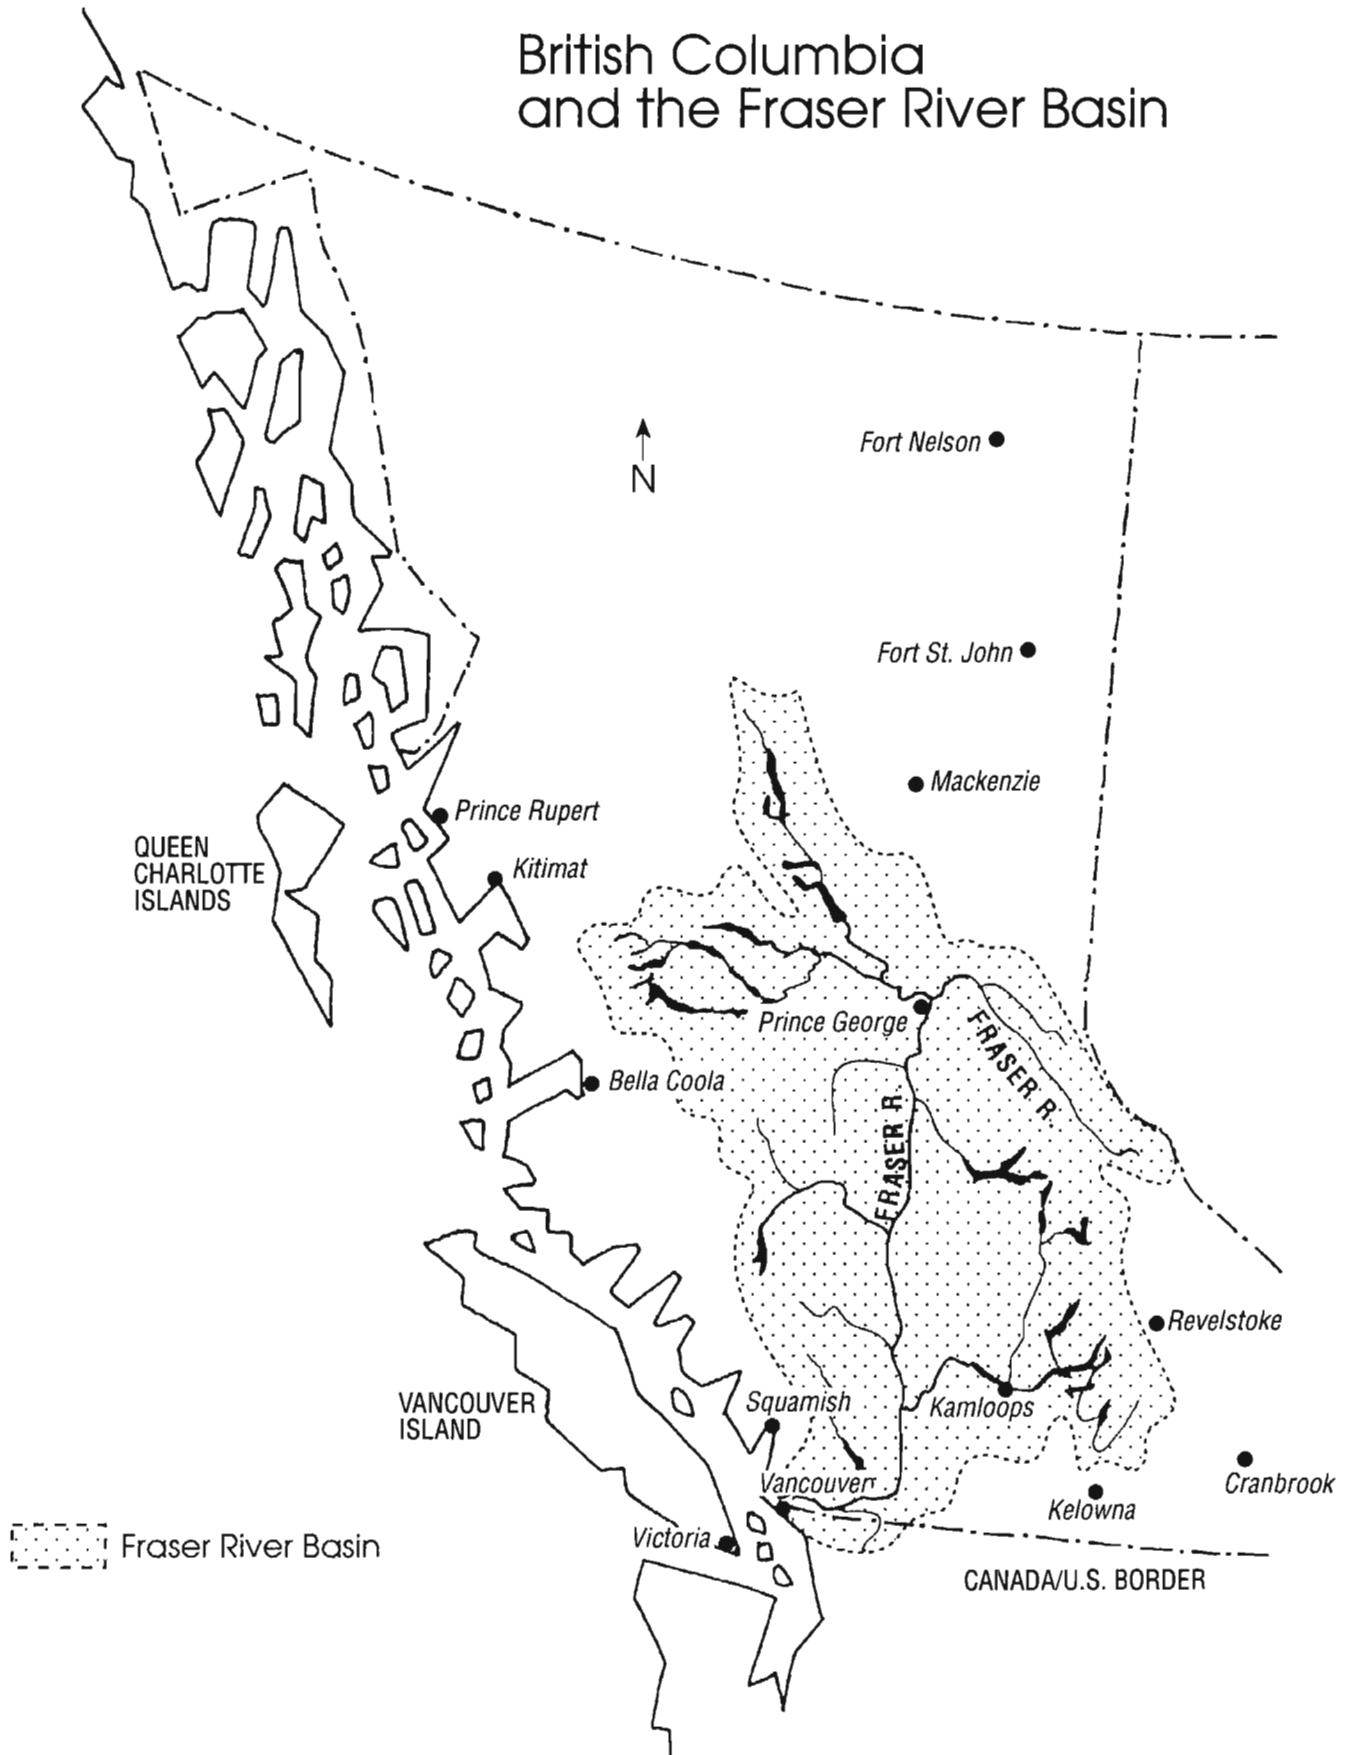 British Columbia
and the Fraser River Basin
Fort Nelson
N
Fort St. John
Mackenzie
Prince Rupert
QUEEN
CHARLOTTE
ISLANDS
Kitimat
Prince George
FRASER R.
Bella Coola
FRASER R.
Revelstoke
VANCOUVER
ISLAND
Squamish
Kamloops
Vancouver
Cranbrook
Kelowna
Victoria
Fraser River Basin
CANADA/U.S. BORDER